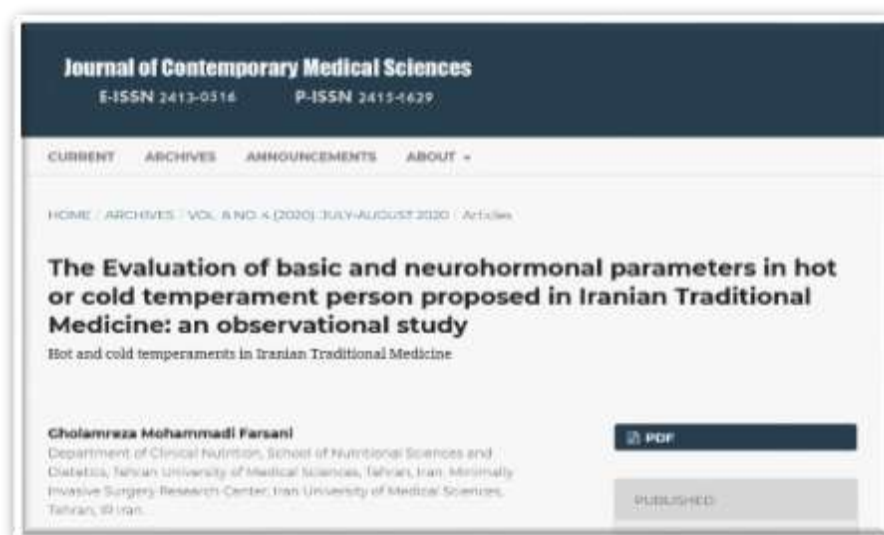 Journal of Contemporary Medical Sciences
E-ISSN 2413-0516 P-ISSN 2415-1629
CURRENT ARCHIVES ANNOUNCEMENTS ABOUT
HOME / ARCHIVES / VOL. 6 NO. 4 (2020): JULY-AUGUST 2020 / Articles
The Evaluation of basic and neurohormonal parameters in hot
or cold temperament person proposed in Iranian Traditional
Medicine: an observational study
Hot and cold temperaments in Iranian Traditional Medicine
Gholamreza Mohammadi Farsani
Department of Clinical Nutrition, School of Nutritional Sciences and
Dietetics, Tehran University of Medical Sciences, Tehran, Iran. Minimally
Invasive Surgery Research Center, Iran University of Medical Sciences,
Tehran, IR Iran.
PDF
PUBLISHED